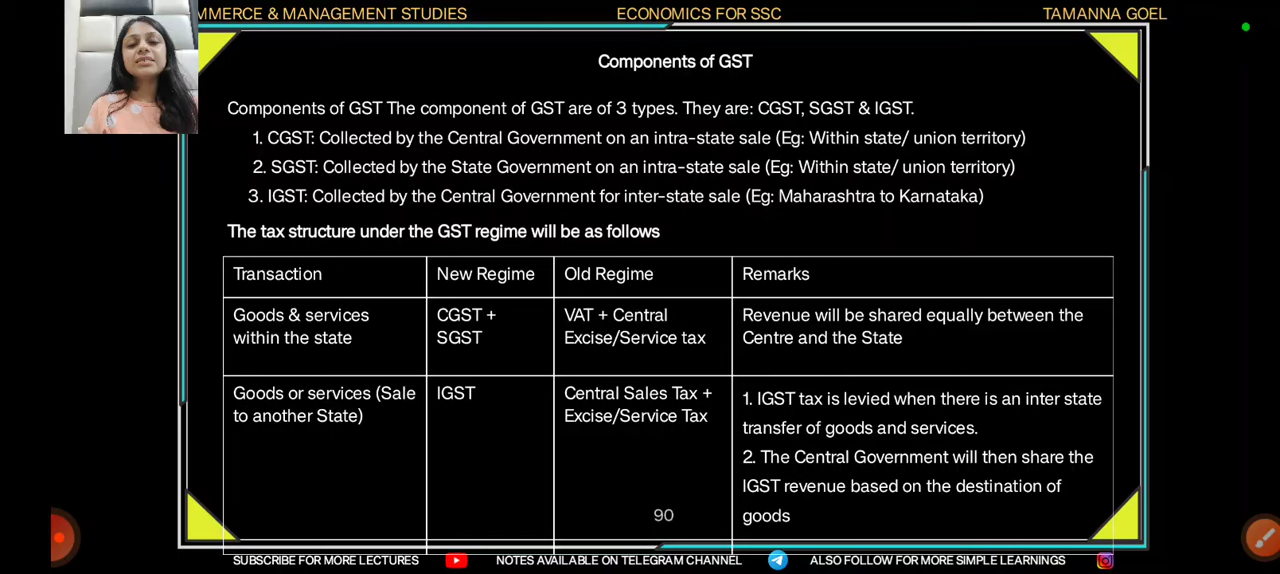 MMERCE & MANAGEMENT STUDIES ECONOMICS FOR SSC TAMANNA GOEL
Components of GST
Components of GST The component of GST are of 3 types. They are: CGST, SGST & IGST.
1. CGST: Collected by the Central Government on an intra-state sale (Eg: Within state/ union territory)
2. SGST: Collected by the State Government on an intra-state sale (Eg: Within state/ union territory)
3. IGST: Collected by the Central Government for inter-state sale (Eg: Maharashtra to Karnataka)
The tax structure under the GST regime will be as follows
Transaction New Regime Old Regime Remarks
Goods & services
within the state
CGST +
SGST
VAT + Central
Excise/Service tax
Revenue will be shared equally between the
Centre and the State
Goods or services (Sale
to another State)
IGST
Central Sales Tax +
Excise/Service Tax
1. IGST tax is levied when there is an inter state
transfer of goods and services.
2. The Central Government will then share the
IGST revenue based on the destination of
goods
90
SUBSCRIBE FOR MORE LECTURES NOTES AVAILABLE ON TELEGRAM CHANNEL ALSO FOLLOW FOR MORE SIMPLE LEARNINGS